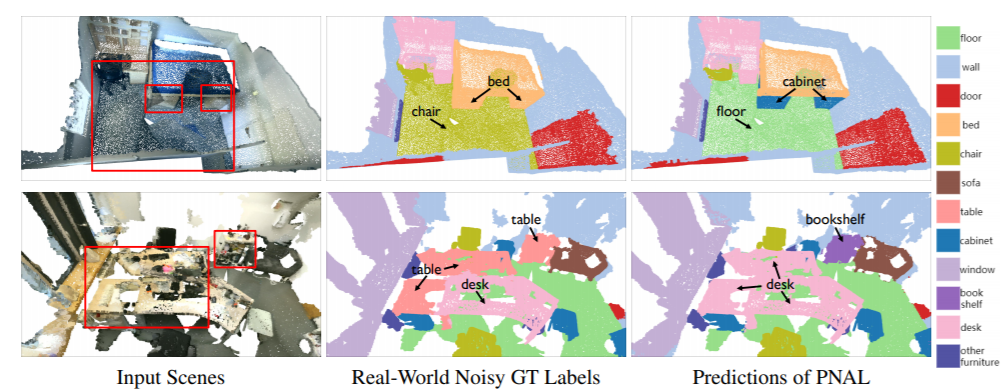 bed
chair
cabinet
floor
table
table
desk
bookshelf
desk
floor
wall
door
bed
chair
sofa
table
cabinet
window
book
shelf
desk
other
furniture
Input Scenes
Real-World Noisy GT Labels
Predictions of PNAL